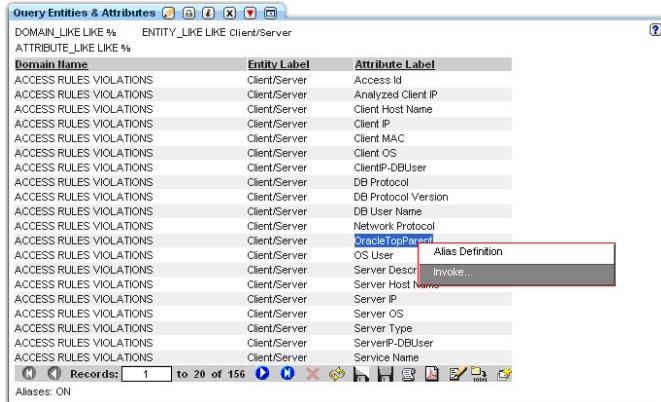 Query Entities & Attributes
DOMAIN_LIKE LIKE % ENTITY_LIKE LIKE Client/Server
ATTRIBUTE_LIKE LIKE %
Domain Name Entity Label Attribute Label
ACCESS RULES VIOLATIONS Client/Server Access Id
ACCESS RULES VIOLATIONS Client/Server Analyzed Client IP
ACCESS RULES VIOLATIONS Client/Server Client Host Name
ACCESS RULES VIOLATIONS Client/Server Client IP
ACCESS RULES VIOLATIONS Client/Server Client MAC
ACCESS RULES VIOLATIONS Client/Server Client OS
ACCESS RULES VIOLATIONS Client/Server ClientIP-DBUser
ACCESS RULES VIOLATIONS Client/Server DB Protocol
ACCESS RULES VIOLATIONS Client/Server DB Protocol Version
ACCESS RULES VIOLATIONS Client/Server DB User Name
ACCESS RULES VIOLATIONS Client/Server Network Protocol
ACCESS RULES VIOLATIONS Client/Server OracleTopParent
ACCESS RULES VIOLATIONS Client/Server OS User Alias Definition
ACCESS RULES VIOLATIONS Client/Server Server Descr Invoke...
ACCESS RULES VIOLATIONS Client/Server Server Host Name
ACCESS RULES VIOLATIONS Client/Server Server IP
ACCESS RULES VIOLATIONS Client/Server Server OS
ACCESS RULES VIOLATIONS Client/Server Server Type
ACCESS RULES VIOLATIONS Client/Server ServerIP-DBUser
ACCESS RULES VIOLATIONS Client/Server Service Name
Records: 1 to 20 of 156
Aliases: ON